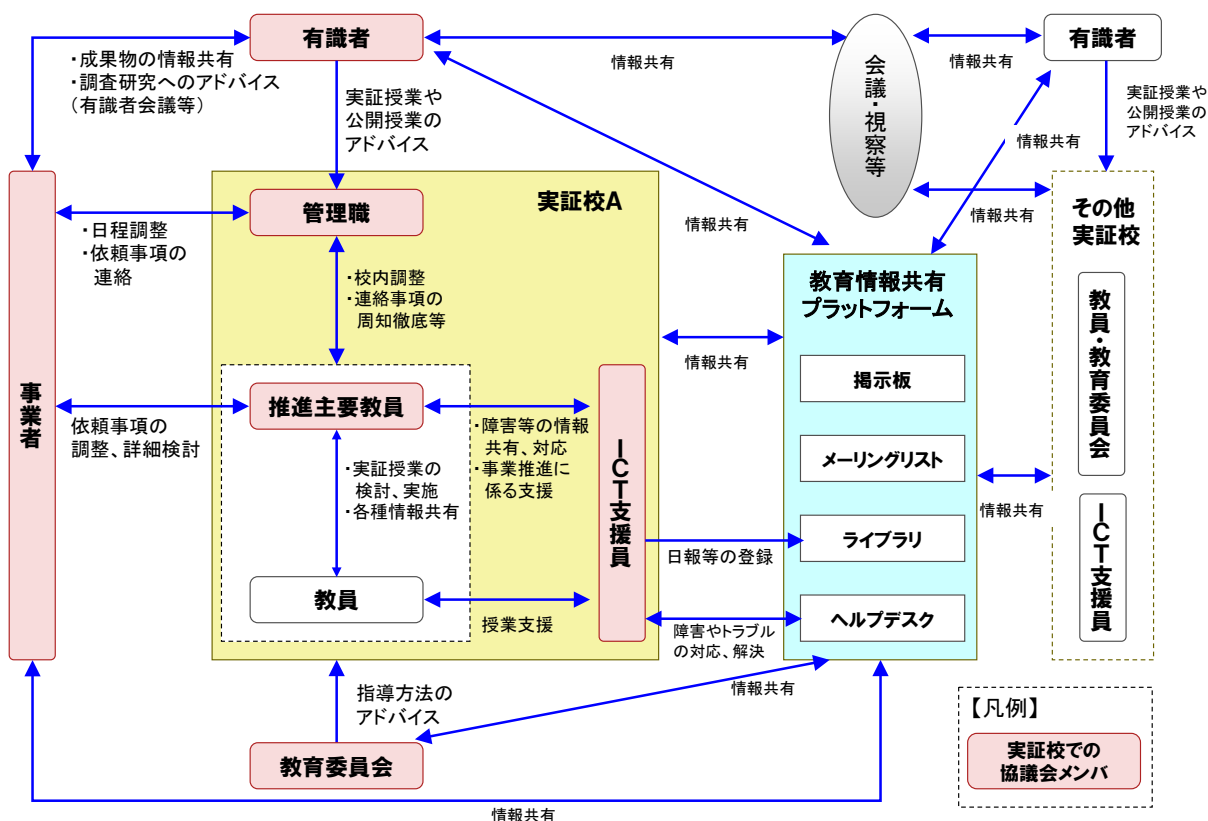 有識者
有識者
・成果物の情報共有
・調査研究へのアドバイス
(有識者会議等)
情報共有
会議・視察等
情報共有
実証授業や
公開授業の
アドバイス
実証授業や
公開授業の
アドバイス
情報共有
情報共有
情報共有
事業者
管理職
実証校A
・日程調整
・依頼事項の
連絡
・校内調整
・連絡事項の
周知徹底等
情報共有
教育情報共有
プラットフォーム
掲示板
メーリングリスト
ライブラリ
ヘルプデスク
その他
実証校
教員・教育委員会
ICT支援員
情報共有
推進主要教員
依頼事項の
調整、詳細検討
・障害等の情報
共有、対応
・事業推進に
係る支援
ICT支援員
・実証授業の
検討、実施
・各種情報共有
日報等の登録
教員
授業支援
障害やトラブル
の対応、解決
指導方法の
アドバイス
情報共有
教育委員会
情報共有
【凡例】
実証校での
協議会メンバ